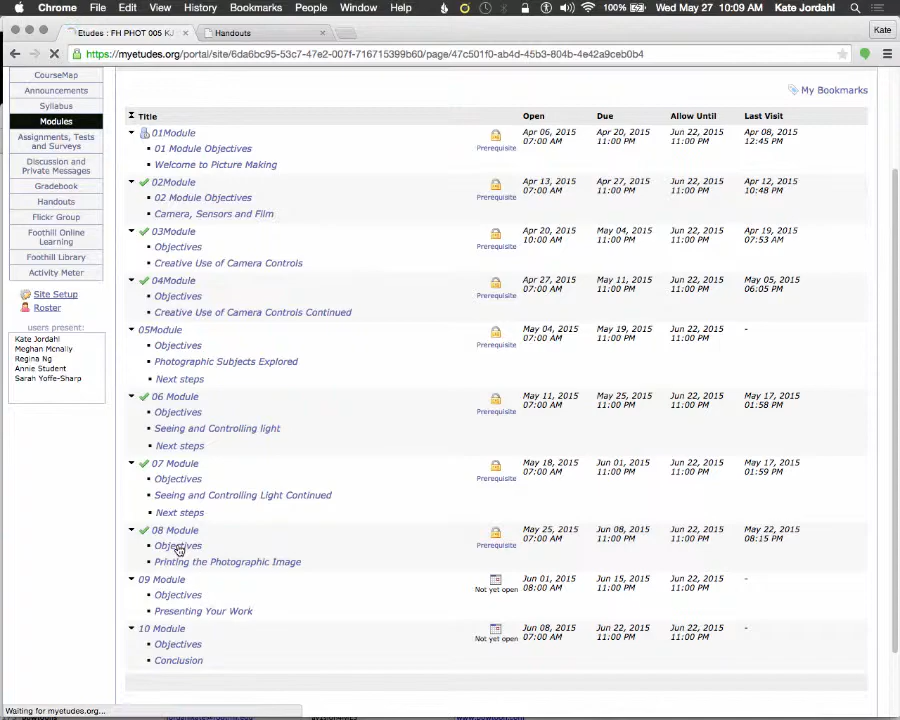 Chrome File Edit View History Bookmarks People Window Help 100% Wed May 27 10:09 AM Kate Jordahl
Etudes : FH PHOT 005 KJ
Handouts
Kate
https://myetudes.org/portal/site/6da6bc95-53c7-47e2-007f-716715399b60/page/47c501f0-ab4d-45b3-804b-4e42a9ceb0b4
CourseMap
Announcements
Syllabus
Modules
Assignments, Tests
and Surveys
Discussion and
Private Messages
Gradebook
Handouts
Flickr Group
Foothill Online
Learning
Foothill Library
Activity Meter
Site Setup
Roster
users present:
Kate Jordahl
Meghan Mcnally
Regina Ng
Annie Student
Sarah Yoffe-Sharp
My Bookmarks
Title Open Due Allow Until Last Visit
01Module Prerequisite Apr 06, 2015 07:00 AM Apr 20, 2015 11:00 PM Jun 22, 2015 11:00 PM Apr 08, 2015 12:45 PM
01 Module Objectives
Welcome to Picture Making
02Module Prerequisite Apr 13, 2015 07:00 AM Apr 27, 2015 11:00 PM Jun 22, 2015 11:00 PM Apr 12, 2015 10:48 PM
02 Module Objectives
Camera, Sensors and Film
03Module Prerequisite Apr 20, 2015 10:00 AM May 04, 2015 11:00 PM Jun 22, 2015 11:00 PM Apr 19, 2015 07:53 AM
Objectives
Creative Use of Camera Controls
04Module Prerequisite Apr 27, 2015 07:00 AM May 11, 2015 11:00 PM Jun 22, 2015 11:00 PM May 05, 2015 06:05 PM
Objectives
Creative Use of Camera Controls Continued
05Module Prerequisite May 04, 2015 07:00 AM May 19, 2015 11:00 PM Jun 22, 2015 11:00 PM -
Objectives
Photographic Subjects Explored
Next steps
06 Module Prerequisite May 11, 2015 07:00 AM May 25, 2015 11:00 PM Jun 22, 2015 11:00 PM May 17, 2015 01:58 PM
Objectives
Seeing and Controlling light
Next steps
07 Module Prerequisite May 18, 2015 07:00 AM Jun 01, 2015 11:00 PM Jun 22, 2015 11:00 PM May 17, 2015 01:59 PM
Objectives
Seeing and Controlling Light Continued
Next steps
08 Module Prerequisite May 25, 2015 07:00 AM Jun 08, 2015 11:00 PM Jun 22, 2015 11:00 PM May 22, 2015 08:15 PM
Objectives
Printing the Photographic Image
09 Module Not yet open Jun 01, 2015 08:00 AM Jun 15, 2015 11:00 PM Jun 22, 2015 11:00 PM -
Objectives
Presenting Your Work
10 Module Not yet open Jun 08, 2015 07:00 AM Jun 22, 2015 11:00 PM Jun 22, 2015 11:00 PM -
Objectives
Conclusion
Waiting for myetudes.org...